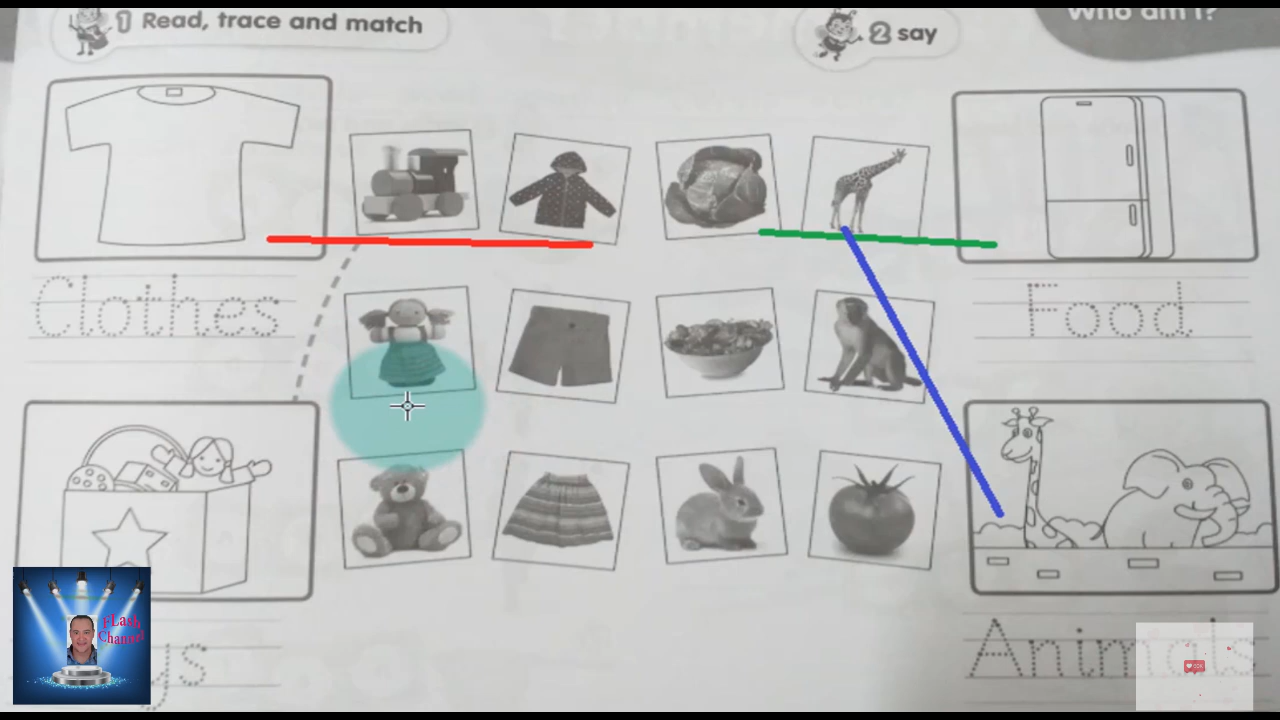 1 Read, trace and match
2 say
Who am I?
Clothes
Food
Animals
FLash
Channel